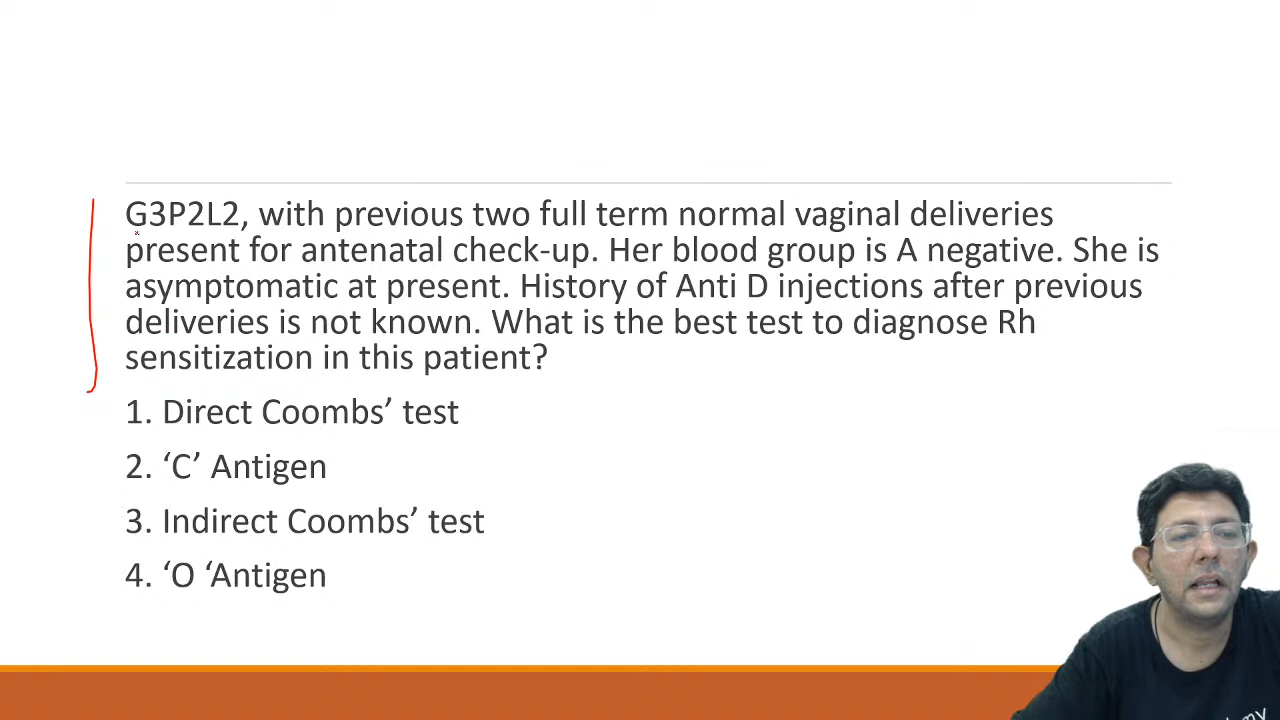 G3P2L2, with previous two full term normal vaginal deliveries
present for antenatal check-up. Her blood group is A negative. She is
asymptomatic at present. History of Anti D injections after previous
deliveries is not known. What is the best test to diagnose Rh
sensitization in this patient?
1. Direct Coombs’ test
2. ‘C’ Antigen
3. Indirect Coombs’ test
4. ‘O ‘Antigen